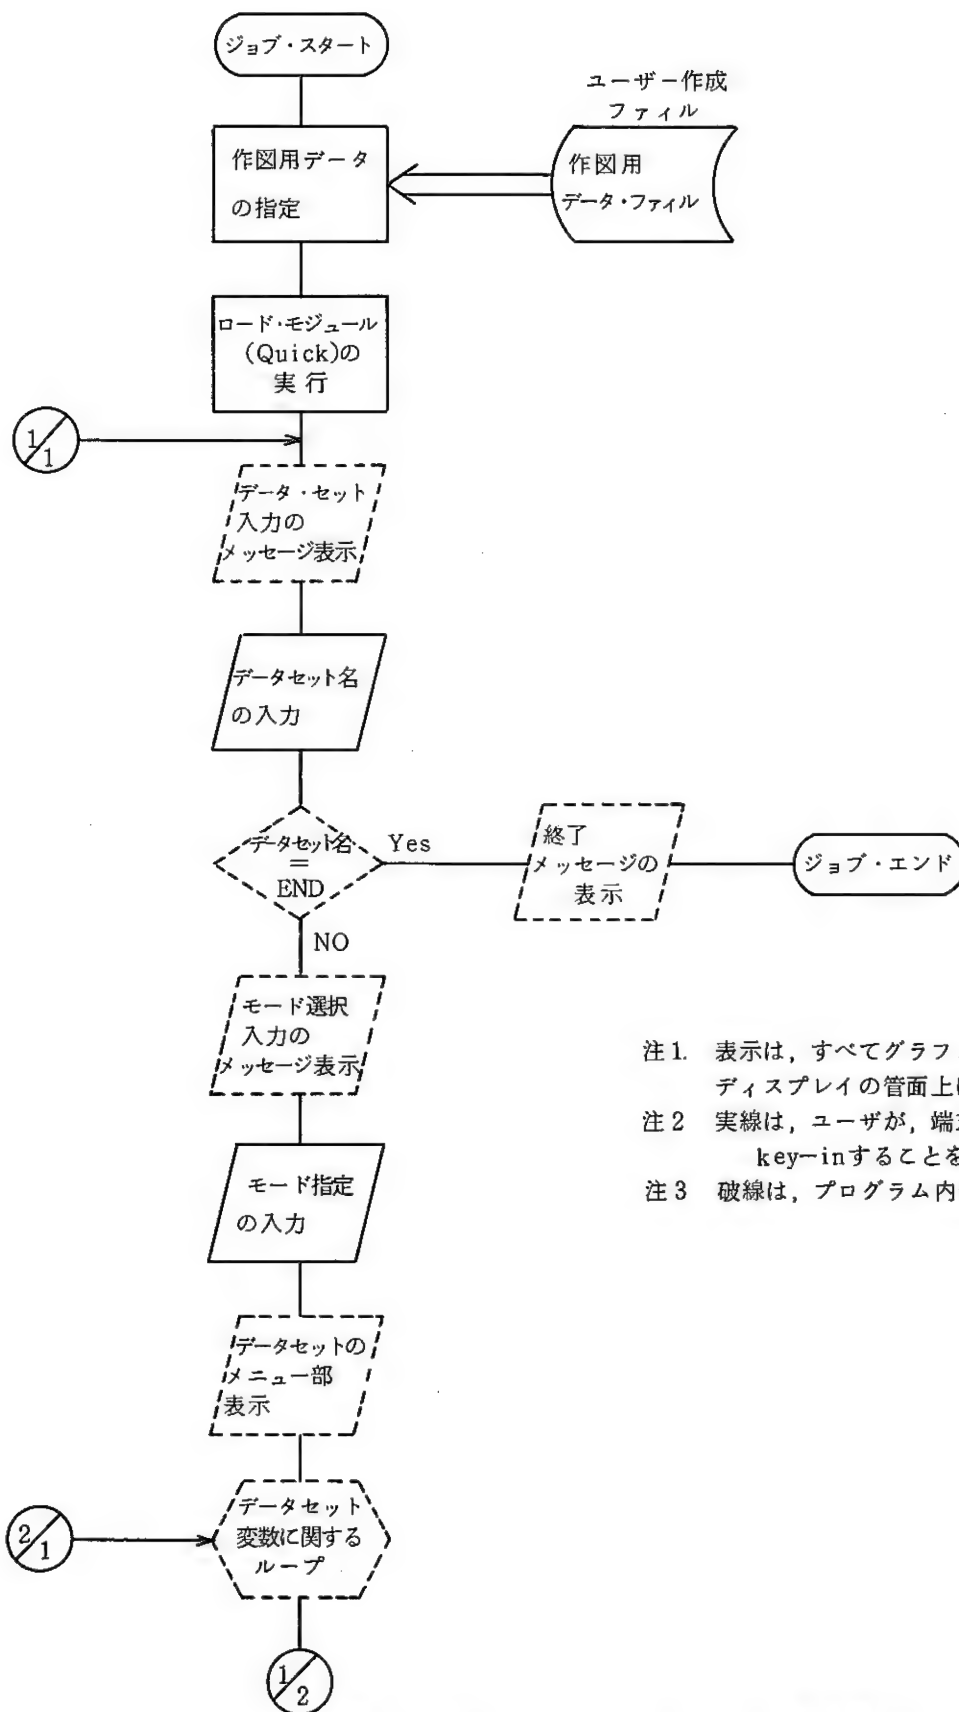 ジョブ・スタート
ユーザー作成
ファイル
作図用データ
の指定
作図用
データ・ファイル
ロード・モジュール
(Quick)の
実行
1/1
データ・セット
入力の
メッセージ表示
データセット名
の入力
データセット名
=
END
Yes
終了
メッセージの
表示
ジョブ・エンド
NO
モード選択
入力の
メッセージ表示
注1. 表示は，すべてグラフ
ディスプレイの管面上
注2 実線は，ユーザが，端
key-inすることを
注3 破線は，プログラム内
モード指定
の入力
データセットの
メニュー部
表示
2/1
データセット
変数に関する
ループ
1/2